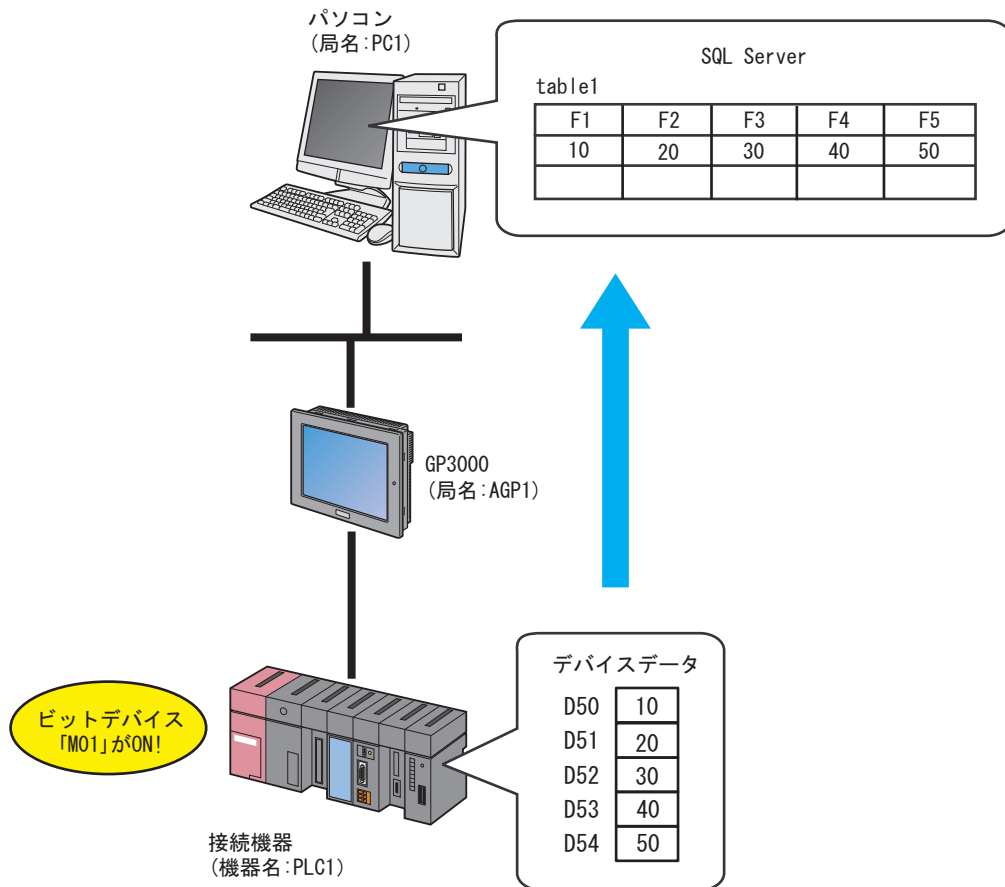 パソコン
(局名:PC1)
SQL Server
table1
F1 F2 F3 F4 F5
10 20 30 40 50
GP3000
(局名:AGP1)
デバイスデータ
D50 10
D51 20
D52 30
D53 40
D54 50
ビットデバイス
「M01」がON!
接続機器
(機器名:PLC1)